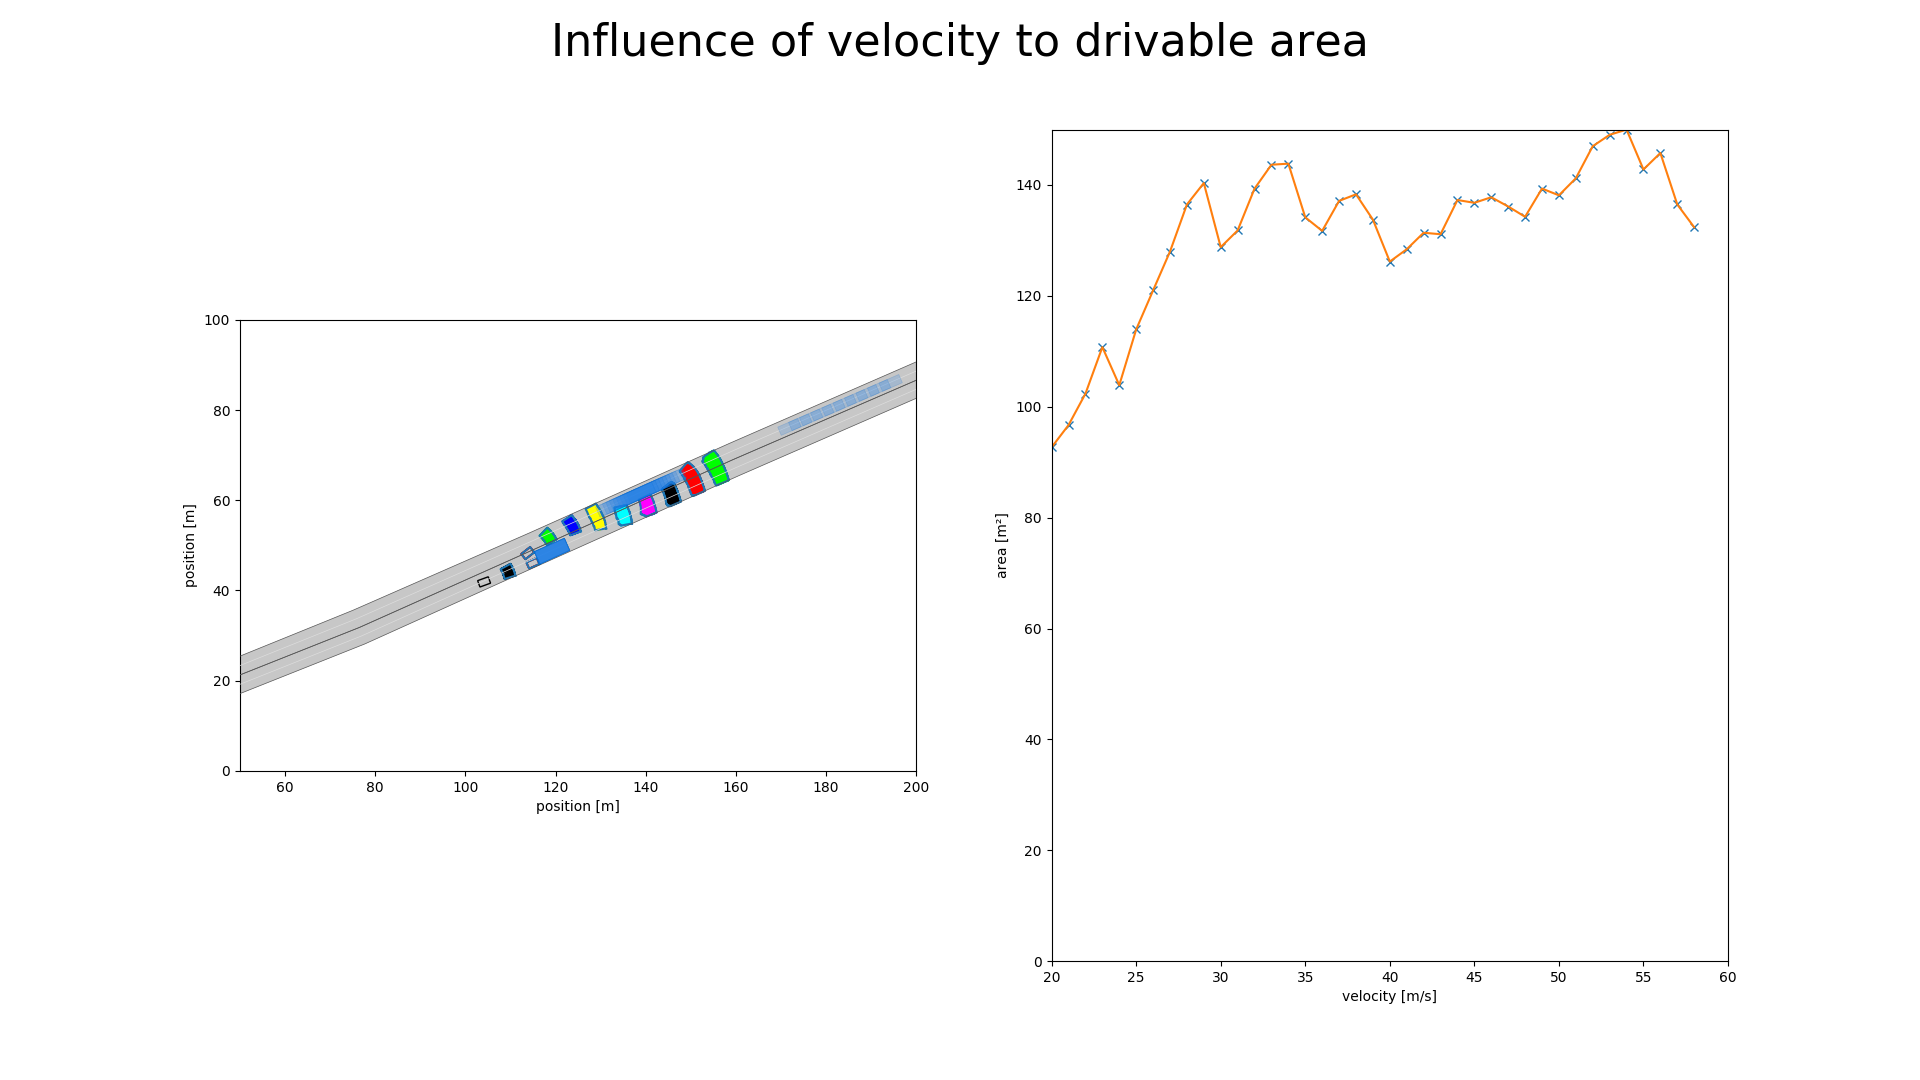 Influence of velocity to drivable area
100
80
60
40
20
0
position [m]
60 80 100 120 140 160 180 200
position [m]
140
120
100
80
60
40
20
0
area [m²]
20 25 30 35 40 45 50 55 60
velocity [m/s]